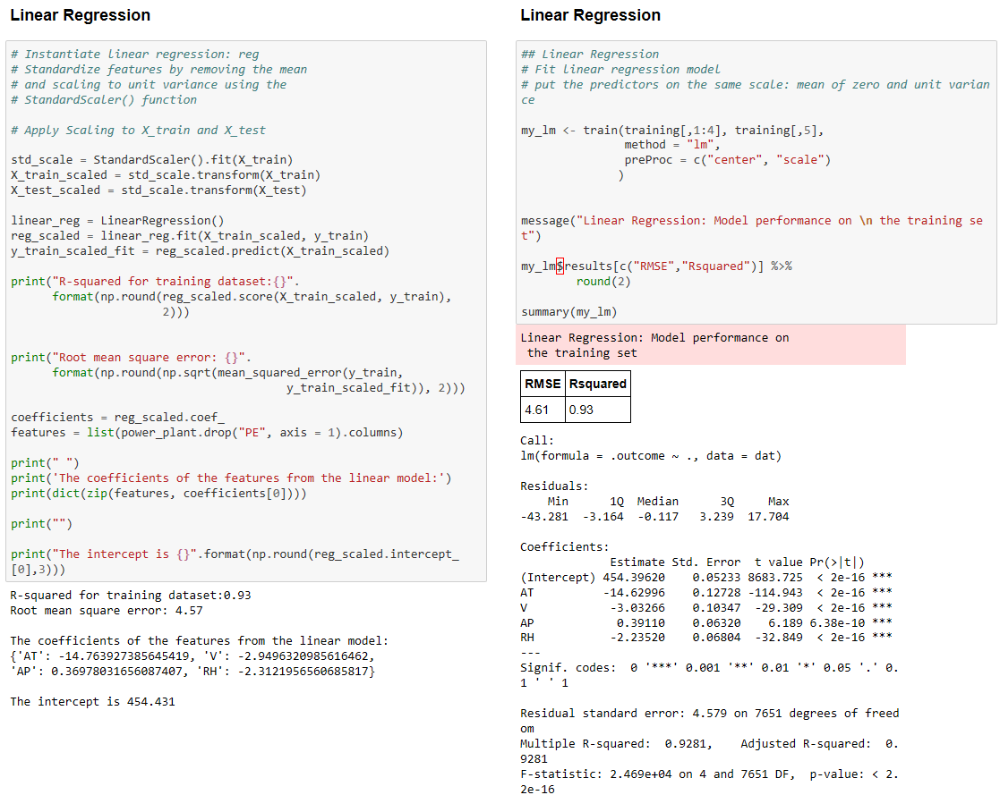 Linear Regression
# Instantiate linear regression: reg
# Standardize features by removing the mean
# and scaling to unit variance using the
# StandardScaler() function
# Apply Scaling to X_train and X_test
std_scale = StandardScaler().fit(X_train)
X_train_scaled = std_scale.transform(X_train)
X_test_scaled = std_scale.transform(X_test)
linear_reg = LinearRegression()
reg_scaled = linear_reg.fit(X_train_scaled, y_train)
y_train_scaled_fit = reg_scaled.predict(X_train_scaled)
print("R-squared for training dataset:{}".
format(np.round(reg_scaled.score(X_train_scaled, y_train),
2)))
print("Root mean square error: {}".
format(np.round(np.sqrt(mean_squared_error(y_train,
y_train_scaled_fit)), 2)))
coefficients = reg_scaled.coef_
features = list(power_plant.drop("PE", axis = 1).columns)
print(" ")
print('The coefficients of the features from the linear model:')
print(dict(zip(features, coefficients[0])))
print("")
print("The intercept is {}".format(np.round(reg_scaled.intercept_
[0],3)))
R-squared for training dataset:0.93
Root mean square error: 4.57
The coefficients of the features from the linear model:
{'AT': -14.763927385645419, 'V': -2.9496320985616462,
'AP': 0.36978031656087407, 'RH': -2.3121956560685817}
The intercept is 454.431
Linear Regression
## Linear Regression
# Fit linear regression model
# put the predictors on the same scale: mean of zero and unit varian
ce
my_lm <- train(training[,1:4], training[,5],
method = "lm",
preProc = c("center", "scale")
)
message("Linear Regression: Model performance on \n the training se
t")
my_lm$results[c("RMSE","Rsquared")] %>%
round(2)
summary(my_lm)
Linear Regression: Model performance on
the training set
RMSE Rsquared
4.61 0.93
Call:
lm(formula = .outcome ~ ., data = dat)
Residuals:
Min 1Q Median 3Q Max
-43.281 -3.164 -0.117 3.239 17.704
Coefficients:
Estimate Std. Error t value Pr(>|t|)
(Intercept) 454.39620 0.05233 8683.725 < 2e-16 ***
AT -14.62996 0.12728 -114.943 < 2e-16 ***
V -3.03266 0.10347 -29.309 < 2e-16 ***
AP 0.39110 0.06320 6.189 6.38e-10 ***
RH -2.23520 0.06804 -32.849 < 2e-16 ***
---
Signif. codes: 0 '***' 0.001 '**' 0.01 '*' 0.05 '.' 0.
1 ' ' 1
Residual standard error: 4.579 on 7651 degrees of freed
om
Multiple R-squared: 0.9281, Adjusted R-squared: 0.
9281
F-statistic: 2.469e+04 on 4 and 7651 DF, p-value: < 2.
2e-16